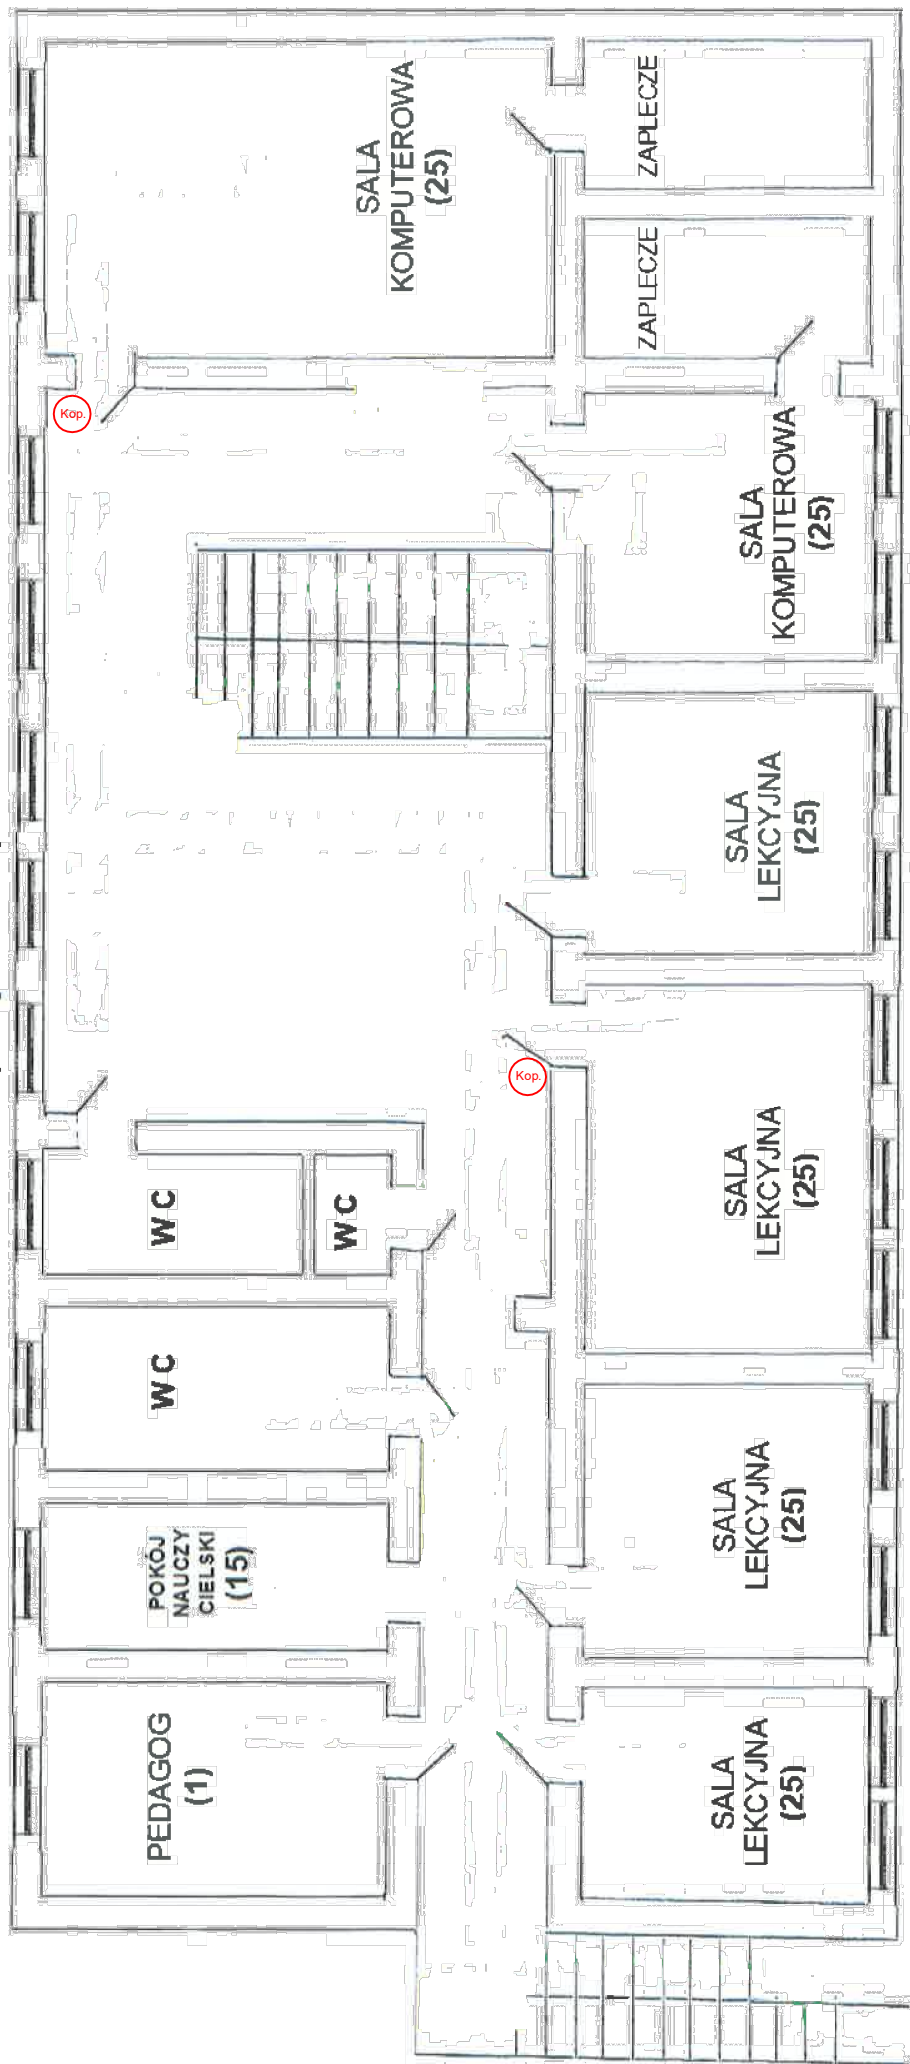 SALA
KOMPUTEROWA
(25)
ZAPLECZE
ZAPLECZE
Kop.
SALA
KOMPUTEROWA
(25)
SALA
LEKCYJNA
(25)
Kop.
SALA
LEKCYJNA
(25)
WC
WC
WC
SALA
LEKCYJNA
(25)
POKÓJ
NAUCZY
CIELSKI
(15)
PEDAGOG
(1)
SALA
LEKCYJNA
(25)